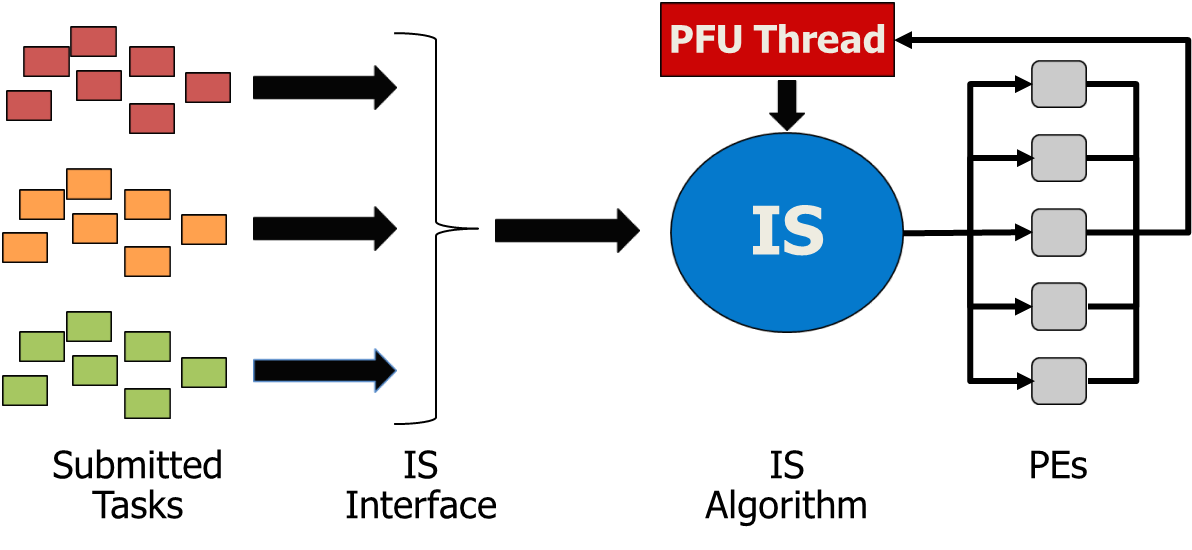 PFU Thread
IS
Submitted
Tasks
IS
Interface
IS
Algorithm
PEs